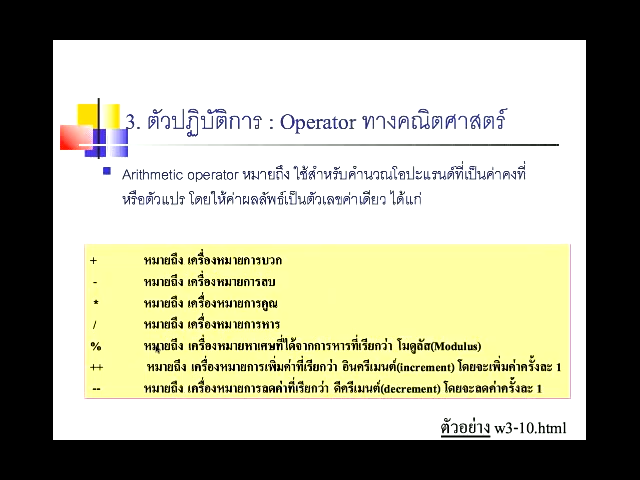 3. ตัวปฏิบัติการ : Operator ทางคณิตศาสตร์
Arithmetic operator หมายถึง ใช้สำหรับคำนวณโอปะแรนด์ที่เป็นค่าคงที่
หรือตัวแปร โดยให้ค่าผลลัพธ์เป็นตัวเลขค่าเดียว ได้แก่
+ หมายถึง เครื่องหมายการบวก
- หมายถึง เครื่องหมายการลบ
* หมายถึง เครื่องหมายการคูณ
/ หมายถึง เครื่องหมายการหาร
% หมายถึง เครื่องหมายหาเศษที่ได้จากการหารที่เรียกว่า โมดูลัส(Modulus)
++ หมายถึง เครื่องหมายการเพิ่มค่าที่เรียกว่า อินครีเมนต์(increment) โดยจะเพิ่มค่าครั้งละ 1
-- หมายถึง เครื่องหมายการลดค่าที่เรียกว่า ดีครีเมนต์(decrement) โดยจะลดค่าครั้งละ 1
ตัวอย่าง w3-10.html